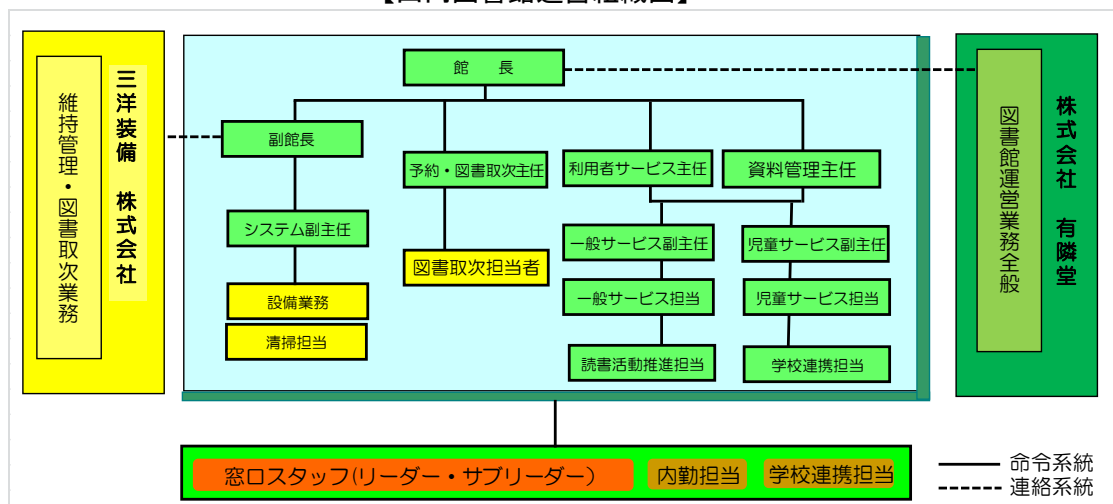 館　長
副館長
予約・図書取次主任
利用者サービス主任
資料管理主任
システム副主任
一般サービス副主任
児童サービス副主任
図書取次担当者
設備業務
一般サービス担当
児童サービス担当
清掃担当
読書活動推進担当
学校連携担当
三洋装備　株式会社
維持管理・図書取次業務
株式会社　有隣堂
図書館運営業務全般
窓口スタッフ(リーダー・サブリーダー）
内勤担当
学校連携担当
命令系統
連絡系統